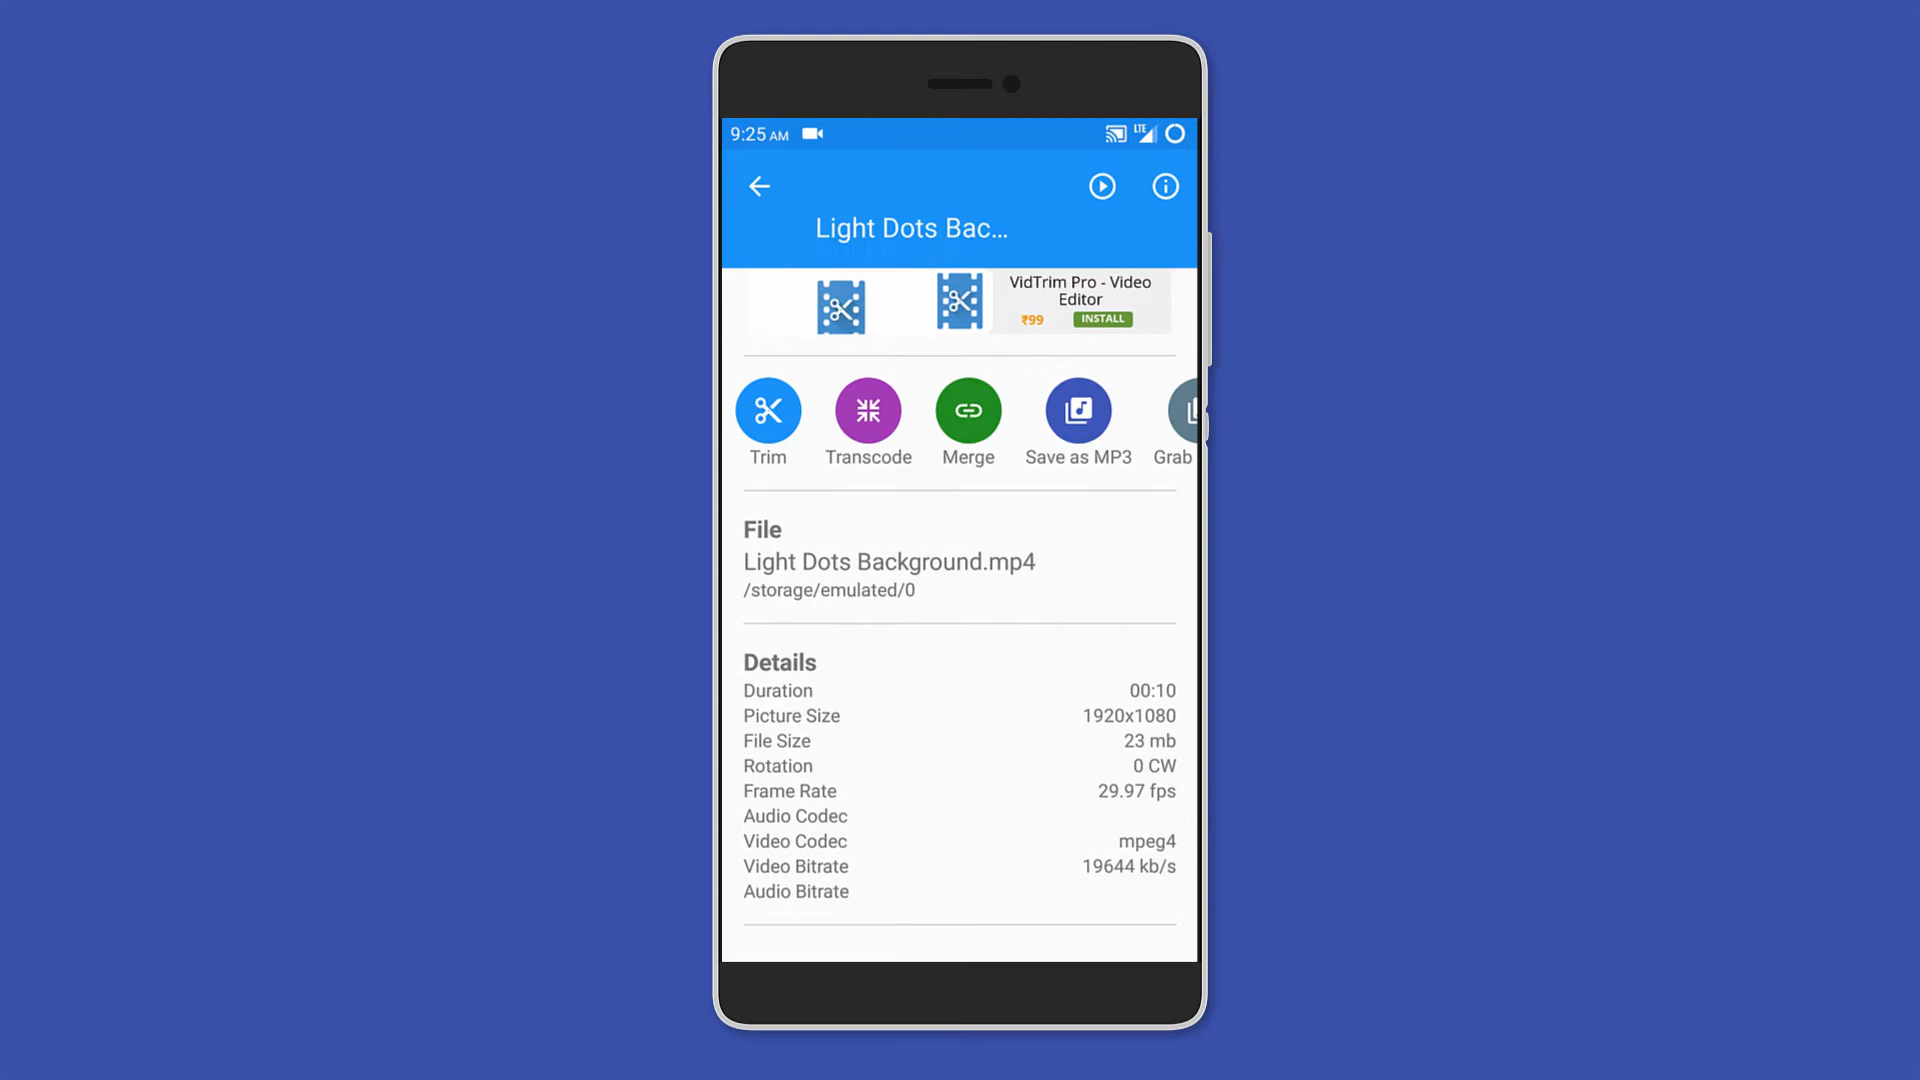 9:25 AM
LTE
Light Dots Bac...
VidTrim Pro - Video
Editor
₹99
INSTALL
Trim
Transcode
Merge
Save as MP3
Grab
File
Light Dots Background.mp4
/storage/emulated/0
Details
Duration 00:10
Picture Size 1920x1080
File Size 23 mb
Rotation 0 CW
Frame Rate 29.97 fps
Audio Codec
Video Codec mpeg4
Video Bitrate 19644 kb/s
Audio Bitrate